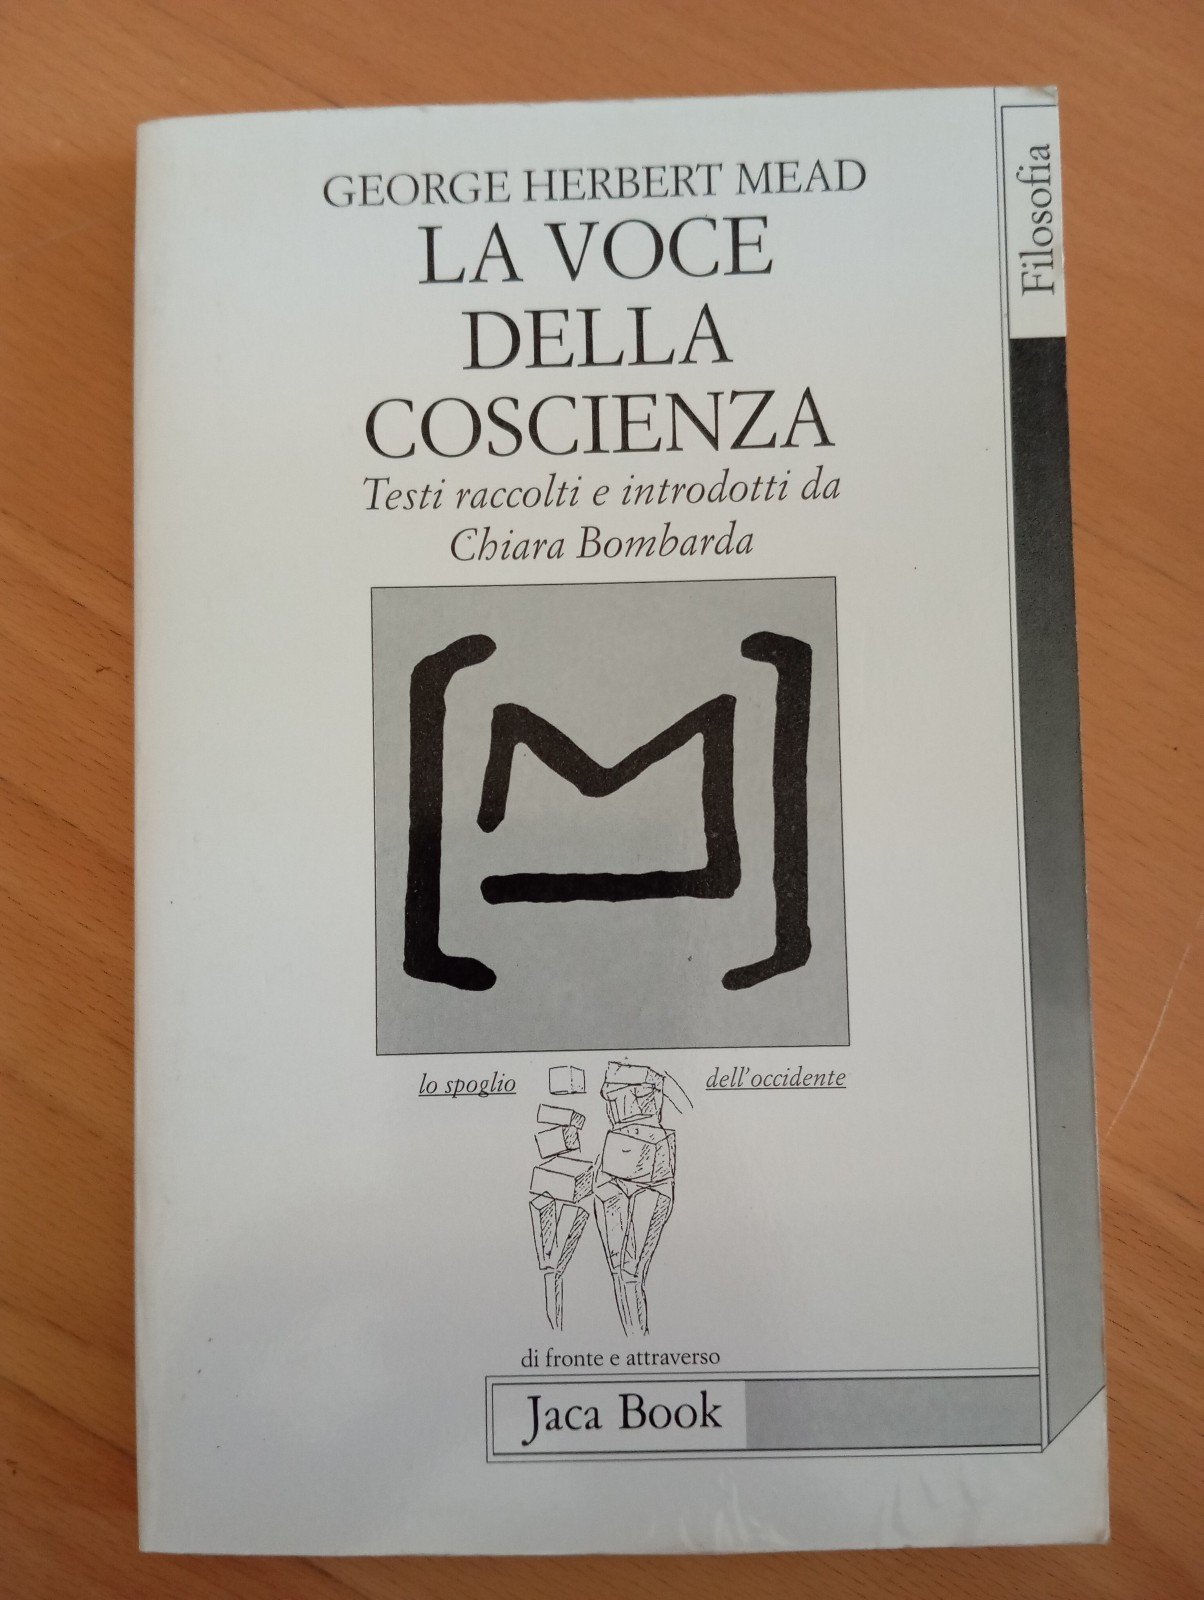 GEORGE HERBERT MEAD
LA VOCE
DELLA
COSCIENZA
Testi raccolti e introdotti da
Chiara Bombarda
Filosofia
lo spoglio dell'occidente
di fronte e attraverso
Jaca Book